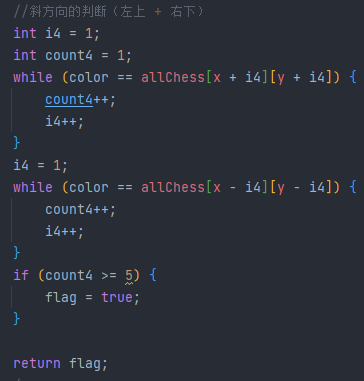 //斜方向的判断（左上 + 右下）
int i4 = 1;
int count4 = 1;
while (color == allChess[x + i4][y + i4]) {
    count4++;
    i4++;
}
i4 = 1;
while (color == allChess[x - i4][y - i4]) {
    count4++;
    i4++;
}
if (count4 >= 5) {
    flag = true;
}
return flag;